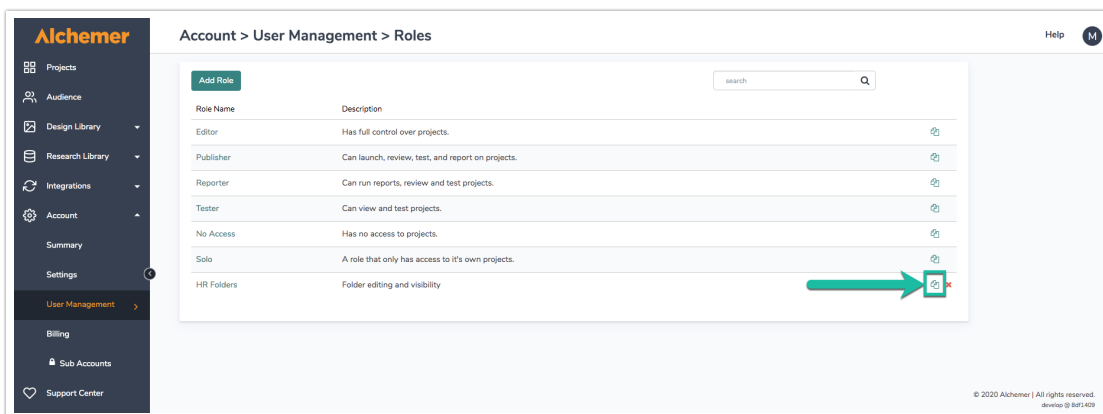 Alchemer
Account > User Management > Roles
Help
M
Projects
Audience
Design Library
Research Library
Integrations
Account
Summary
Settings
User Management
Billing
Sub Accounts
Support Center
Add Role
search
Role Name Description
Editor Has full control over projects.
Publisher Can launch, review, test, and report on projects.
Reporter Can run reports, review and test projects.
Tester Can view and test projects.
No Access Has no access to projects.
Solo A role that only has access to it's own projects.
HR Folders Folder editing and visibility
© 2020 Alchemer | All rights reserved.
develop @ 8df1409